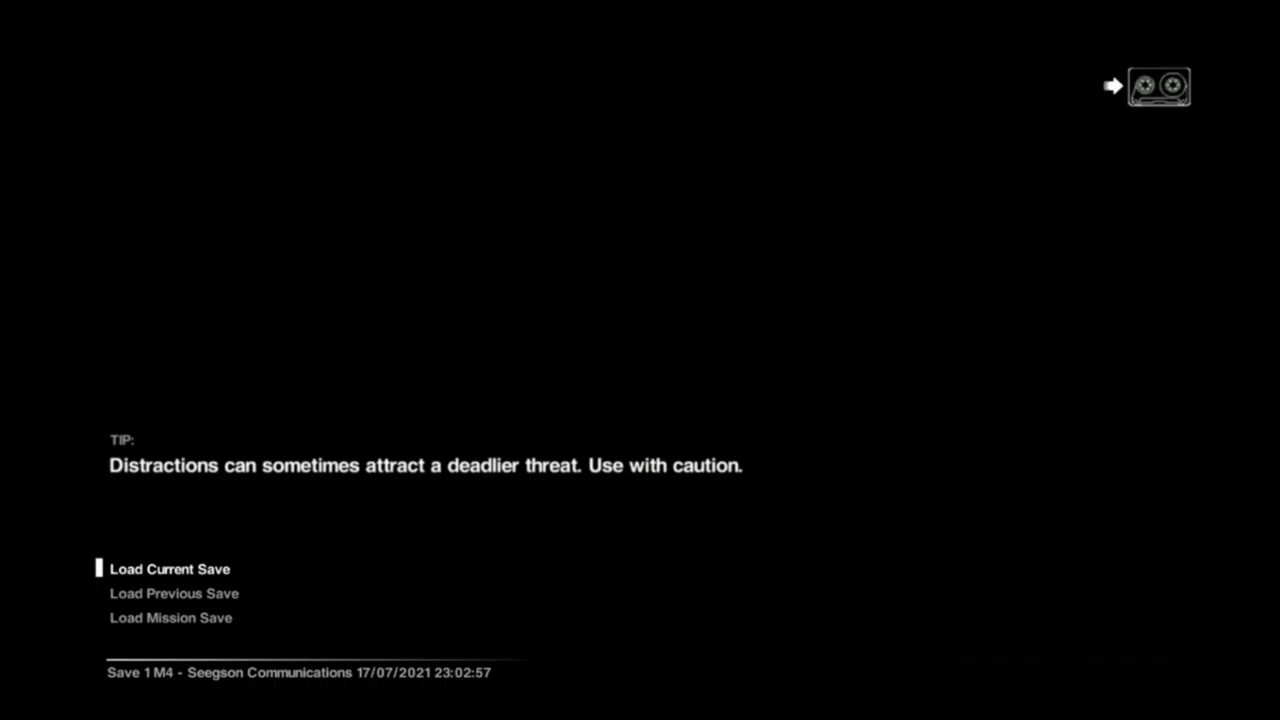 TIP:
Distractions can sometimes attract a deadlier threat. Use with caution.
Load Current Save
Load Previous Save
Load Mission Save
Save 1 M4 - Seegson Communications 17/07/2021 23:02:57